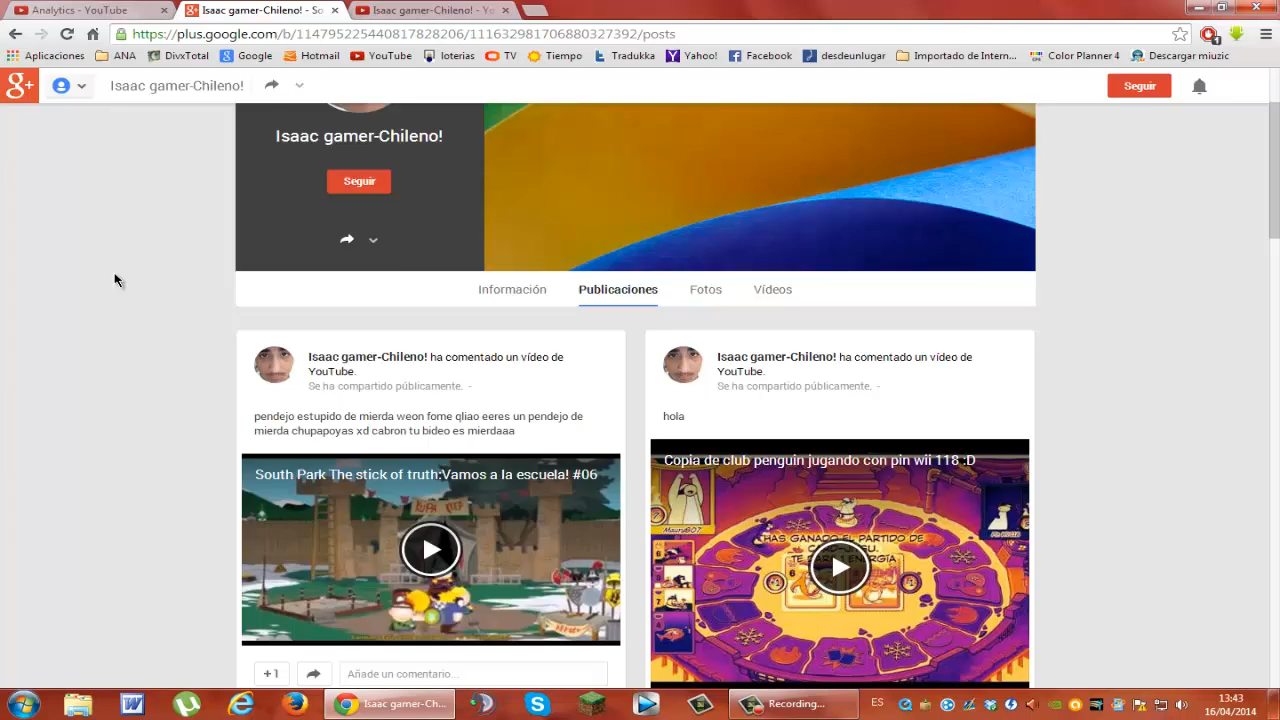 Analytics - YouTube
Isaac gamer-Chileno! - So
Isaac gamer-Chileno! - Yo
https://plus.google.com/b/114795225440817828206/111632981706880327392/posts
Aplicaciones ANA DivxTotal Google Hotmail YouTube loterias TV Tiempo Tradukka Yahoo! Facebook desdeunlugar Importado de Intern... Color Planner 4 Descargar miuzic
g+ Isaac gamer-Chileno! Seguir
Isaac gamer-Chileno!
Seguir
Información Publicaciones Fotos Vídeos
Isaac gamer-Chileno! ha comentado un vídeo de
YouTube.
Se ha compartido públicamente. -
pendejo estupido de mierda weon fome qliao eeres un pendejo de
mierda chupapoyas xd cabron tu bideo es mierdaaa
South Park The stick of truth:Vamos a la escuela! #06
+1 Añade un comentario...
Isaac gamer-Chileno! ha comentado un vídeo de
YouTube.
Se ha compartido públicamente. -
hola
Copia de club penguin jugando con pin wii 118 :D
HAS GANADO EL PARTIDO DE
Isaac gamer-Ch...
Recording...
ES
13:43
16/04/2014